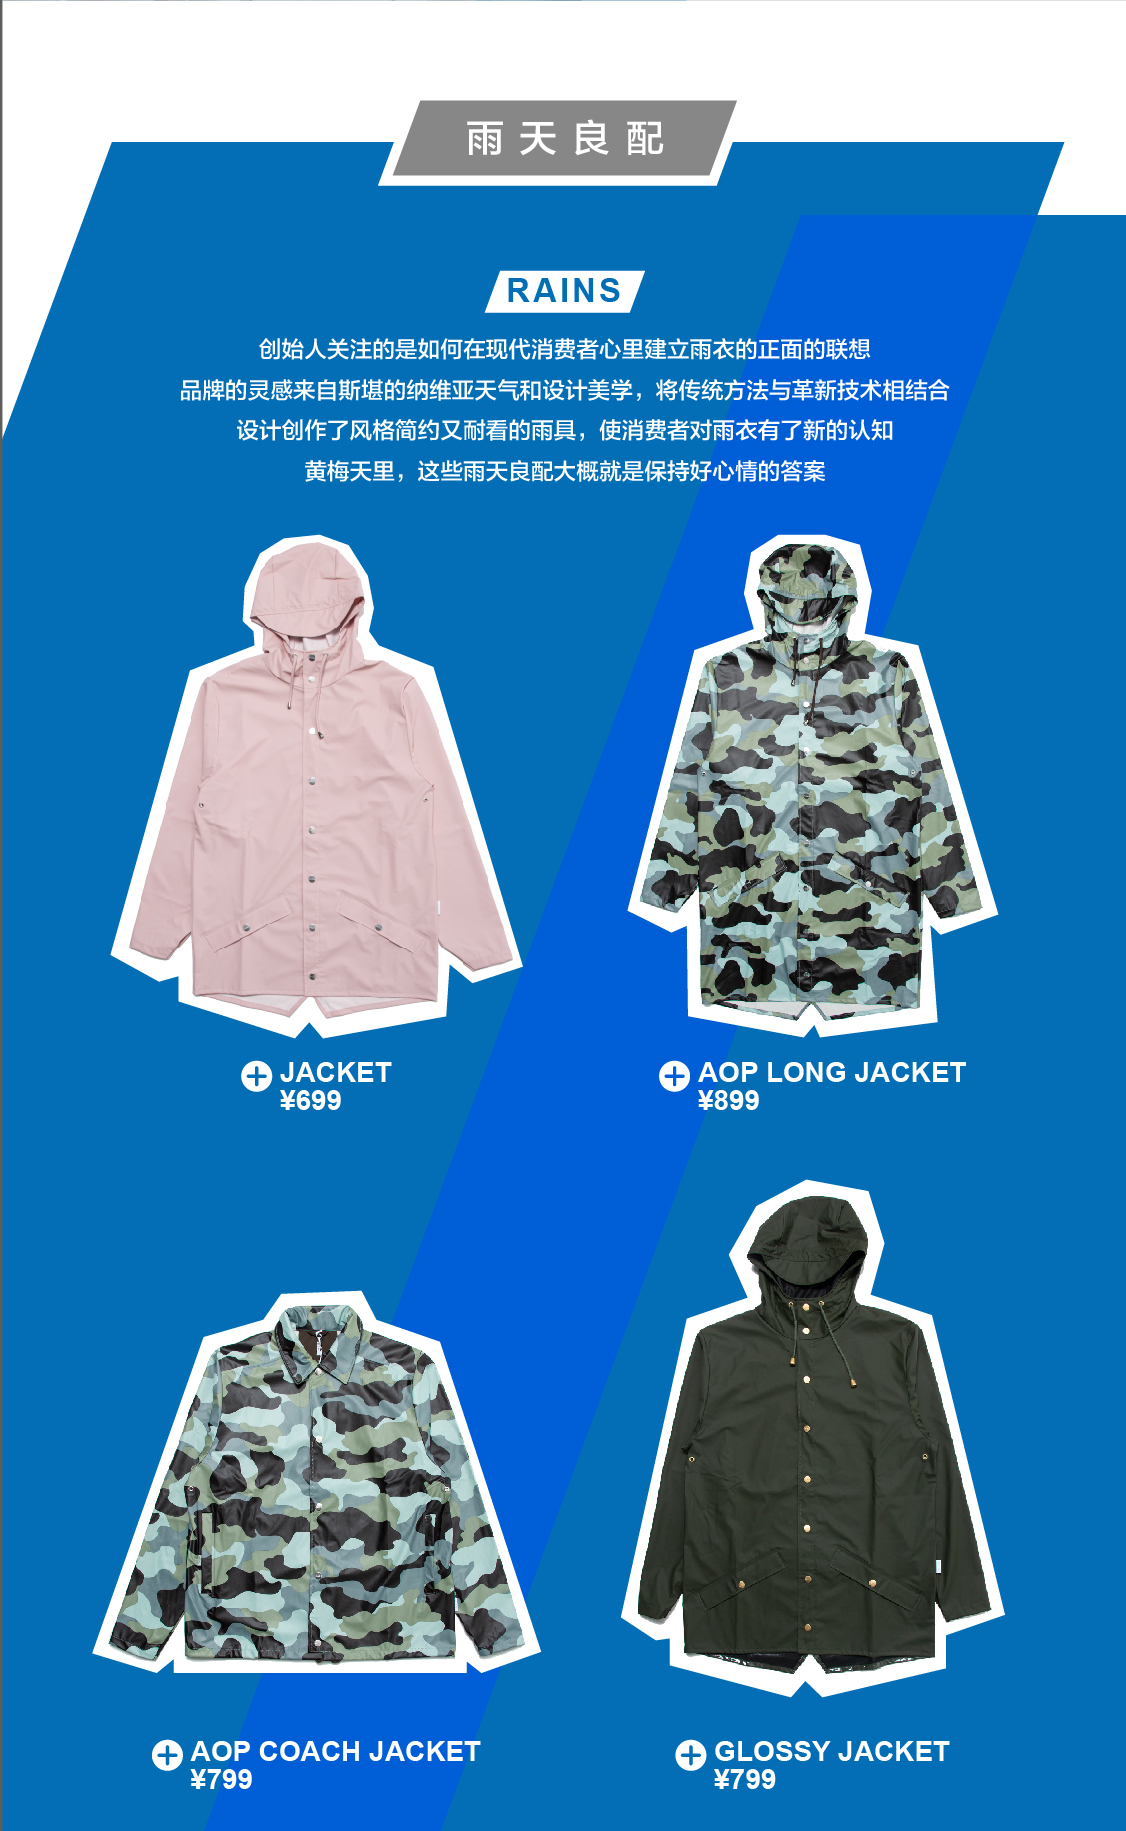 雨天良配
RAINS
创始人关注的是如何在现代消费者心里建立雨衣的正面的联想
品牌的灵感来自斯堪的纳维亚天气和设计美学，将传统方法与革新技术相结合
设计创作了风格简约又耐看的雨具，使消费者对雨衣有了新的认知
黄梅天里，这些雨天良配大概就是保持好心情的答案
JACKET
¥699
AOP LONG JACKET
¥899
AOP COACH JACKET
¥799
GLOSSY JACKET
¥799